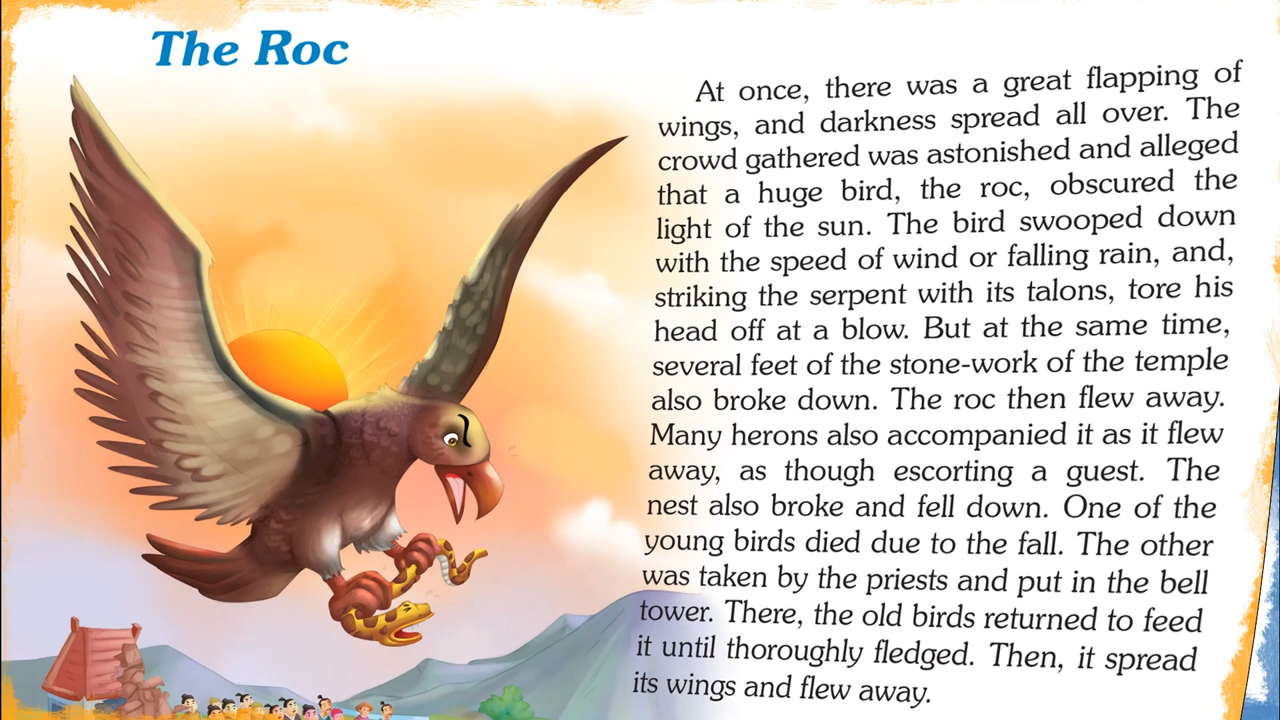 The Roc
At once, there was a great flapping of
wings, and darkness spread all over. The
crowd gathered was astonished and alleged
that a huge bird, the roc, obscured the
light of the sun. The bird swooped down
with the speed of wind or falling rain, and,
striking the serpent with its talons, tore his
head off at a blow. But at the same time,
several feet of the stone-work of the temple
also broke down. The roc then flew away.
Many herons also accompanied it as it flew
away, as though escorting a guest. The
nest also broke and fell down. One of the
young birds died due to the fall. The other
was taken by the priests and put in the bell
tower. There, the old birds returned to feed
it until thoroughly fledged. Then, it spread
its wings and flew away.